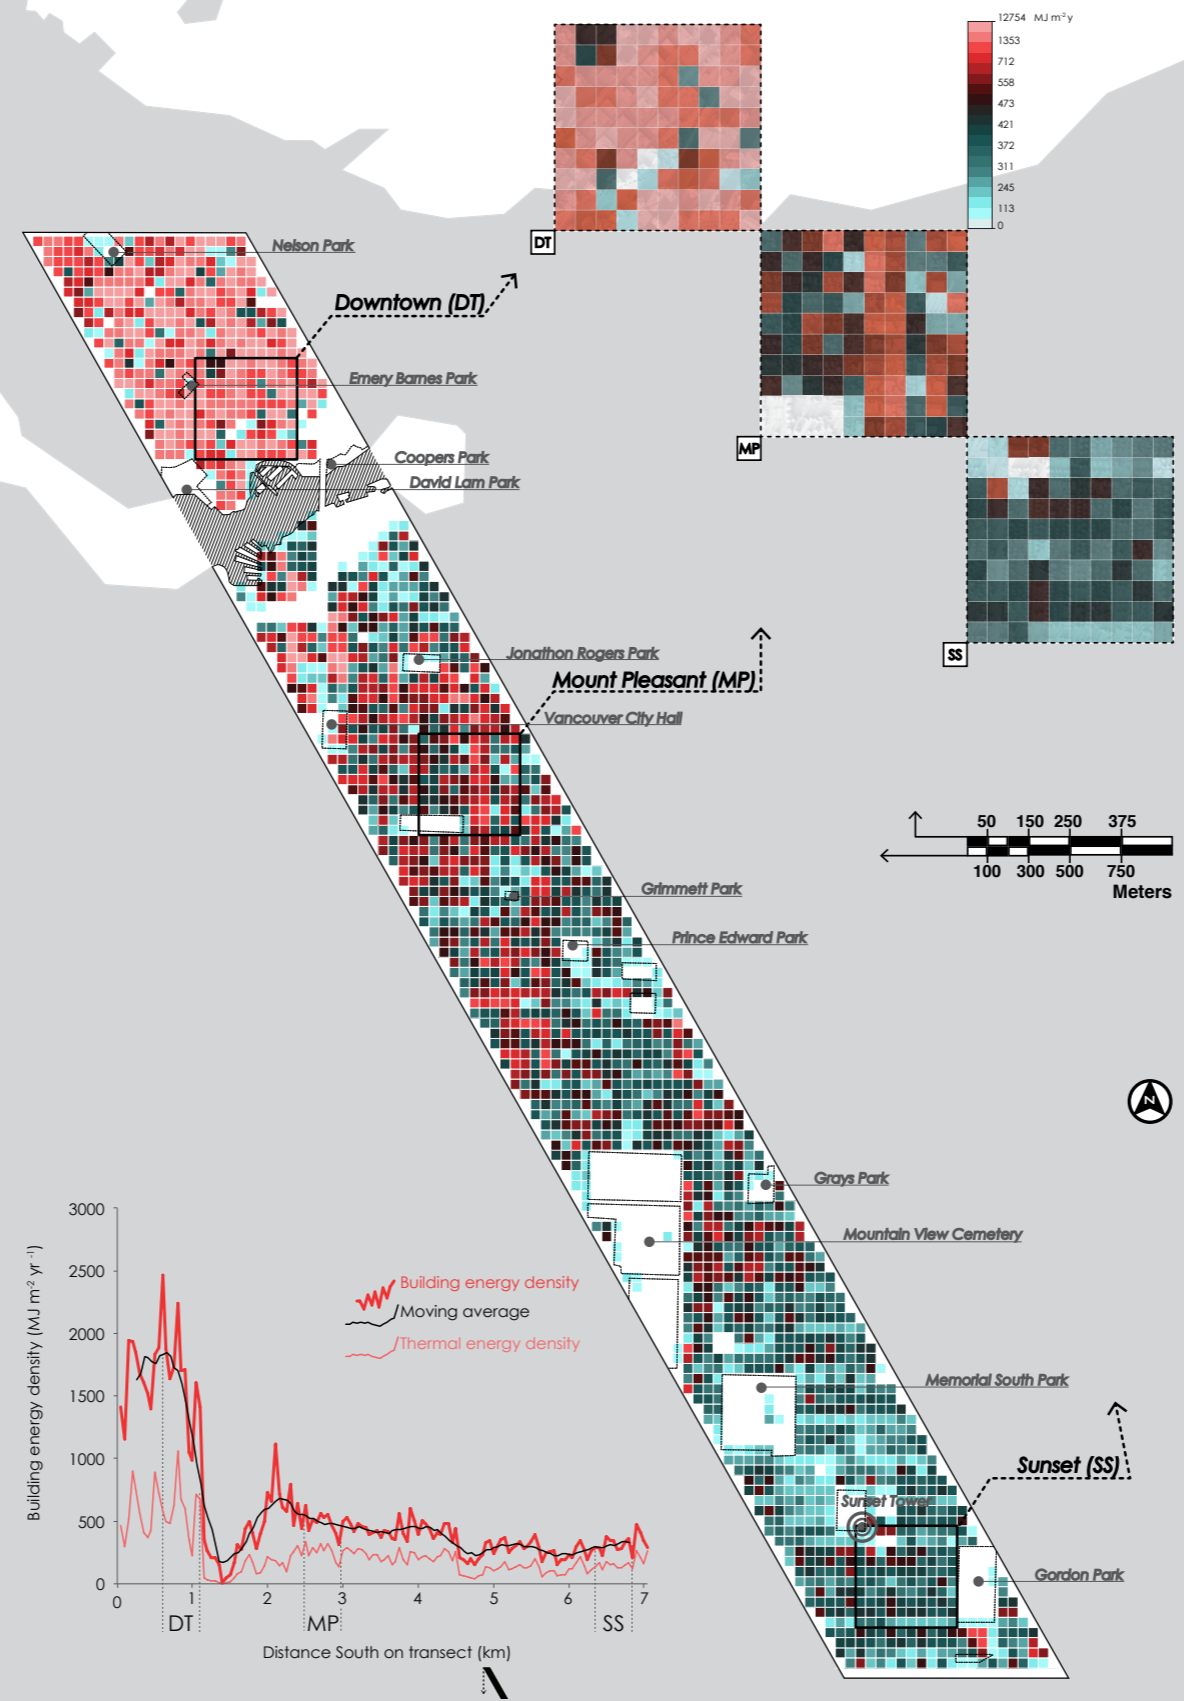 12754 MJ m⁻² y
1353
712
558
473
421
372
311
245
113
0
DT
MP
SS
Nelson Park
Downtown (DT)
Emery Barnes Park
Coopers Park
David Lam Park
Jonathon Rogers Park
Mount Pleasant (MP)
Vancouver City Hall
50 150 250 375
100 300 500 750
Meters
Grimmett Park
Prince Edward Park
N
Grays Park
Mountain View Cemetery
Memorial South Park
Sunset (SS)
Sunset Tower
Gordon Park
Building energy density (MJ m⁻² yr⁻¹)
3000
2500
2000
1500
1000
500
0
Building energy density
Moving average
Thermal energy density
0 1 2 3 4 5 6 7
DT MP SS
Distance South on transect (km)